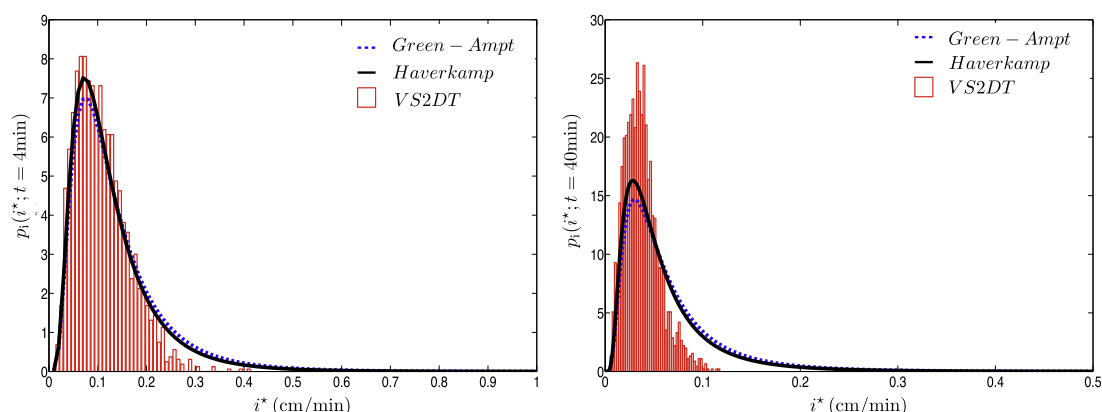 9
8
7
6
5
4
3
2
1
0
0 0.1 0.2 0.3 0.4 0.5 0.6 0.7 0.8 0.9 1
p_i(i^⋆; t = 4min)
i^⋆ (cm/min)
Green − Ampt
Haverkamp
VS2DT
30
25
20
15
10
5
0
0 0.1 0.2 0.3 0.4 0.5
p_i(i^⋆; t = 40min)
i^⋆ (cm/min)
Green − Ampt
Haverkamp
VS2DT